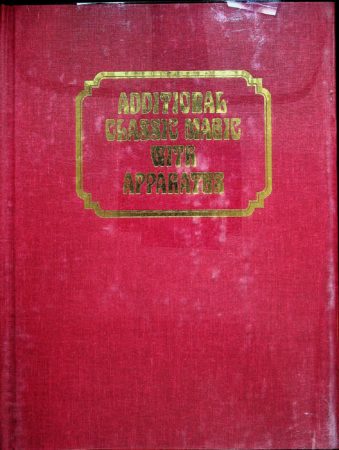 ADDITIONAL
CLASSIC MAGIC
WITH
APPARATUS